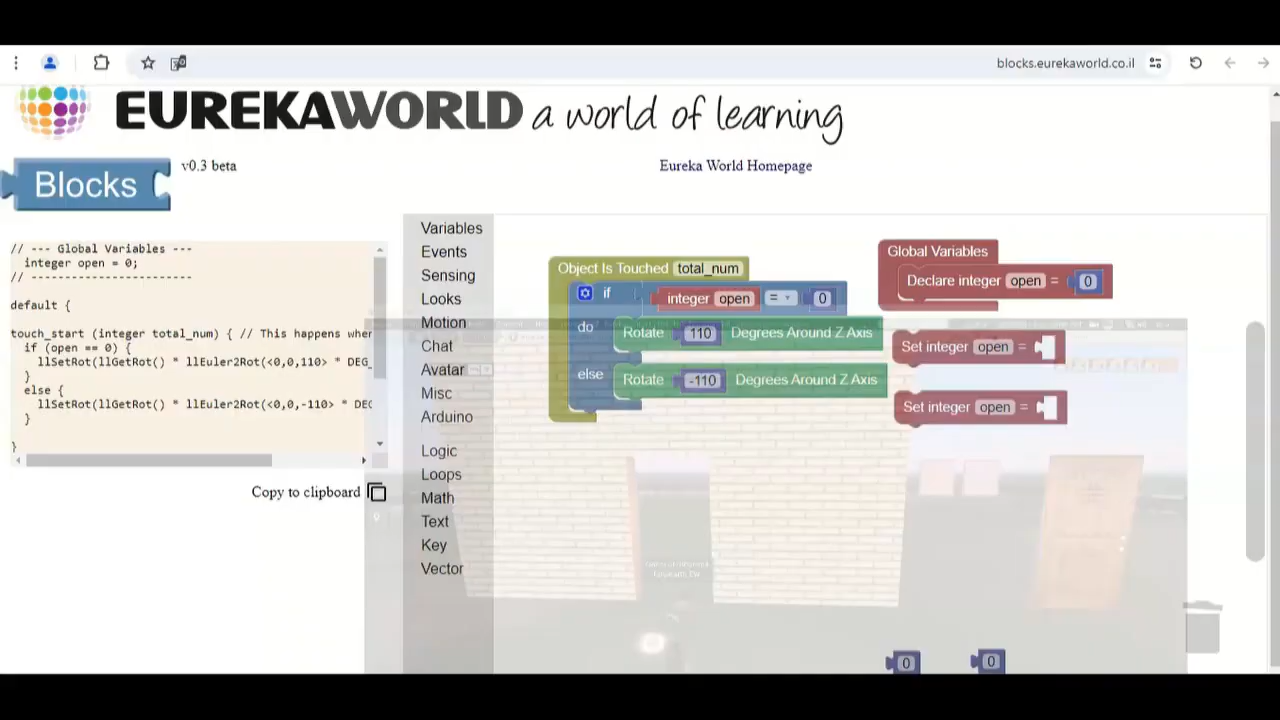 blocks.eurekaworld.co.il
EUREKAWORLD a world of learning
Blocks
v0.3 beta
Eureka World Homepage
// --- Global Variables ---
integer open = 0;
// -----------------------
default {
touch_start (integer total_num) { // This happens wher
if (open == 0) {
llSetRot(llGetRot() * llEuler2Rot(<0,0,110> * DEG_
}
else {
llSetRot(llGetRot() * llEuler2Rot(<0,0,-110> * DEC
}
}
Copy to clipboard
Variables
Events
Sensing
Looks
Motion
Chat
Avatar
Misc
Arduino
Logic
Loops
Math
Text
Key
Vector
Object Is Touched total_num
if integer open = 0
do Rotate 110 Degrees Around Z Axis
else Rotate -110 Degrees Around Z Axis
Global Variables
Declare integer open = 0
Set integer open =
Set integer open =
0
0